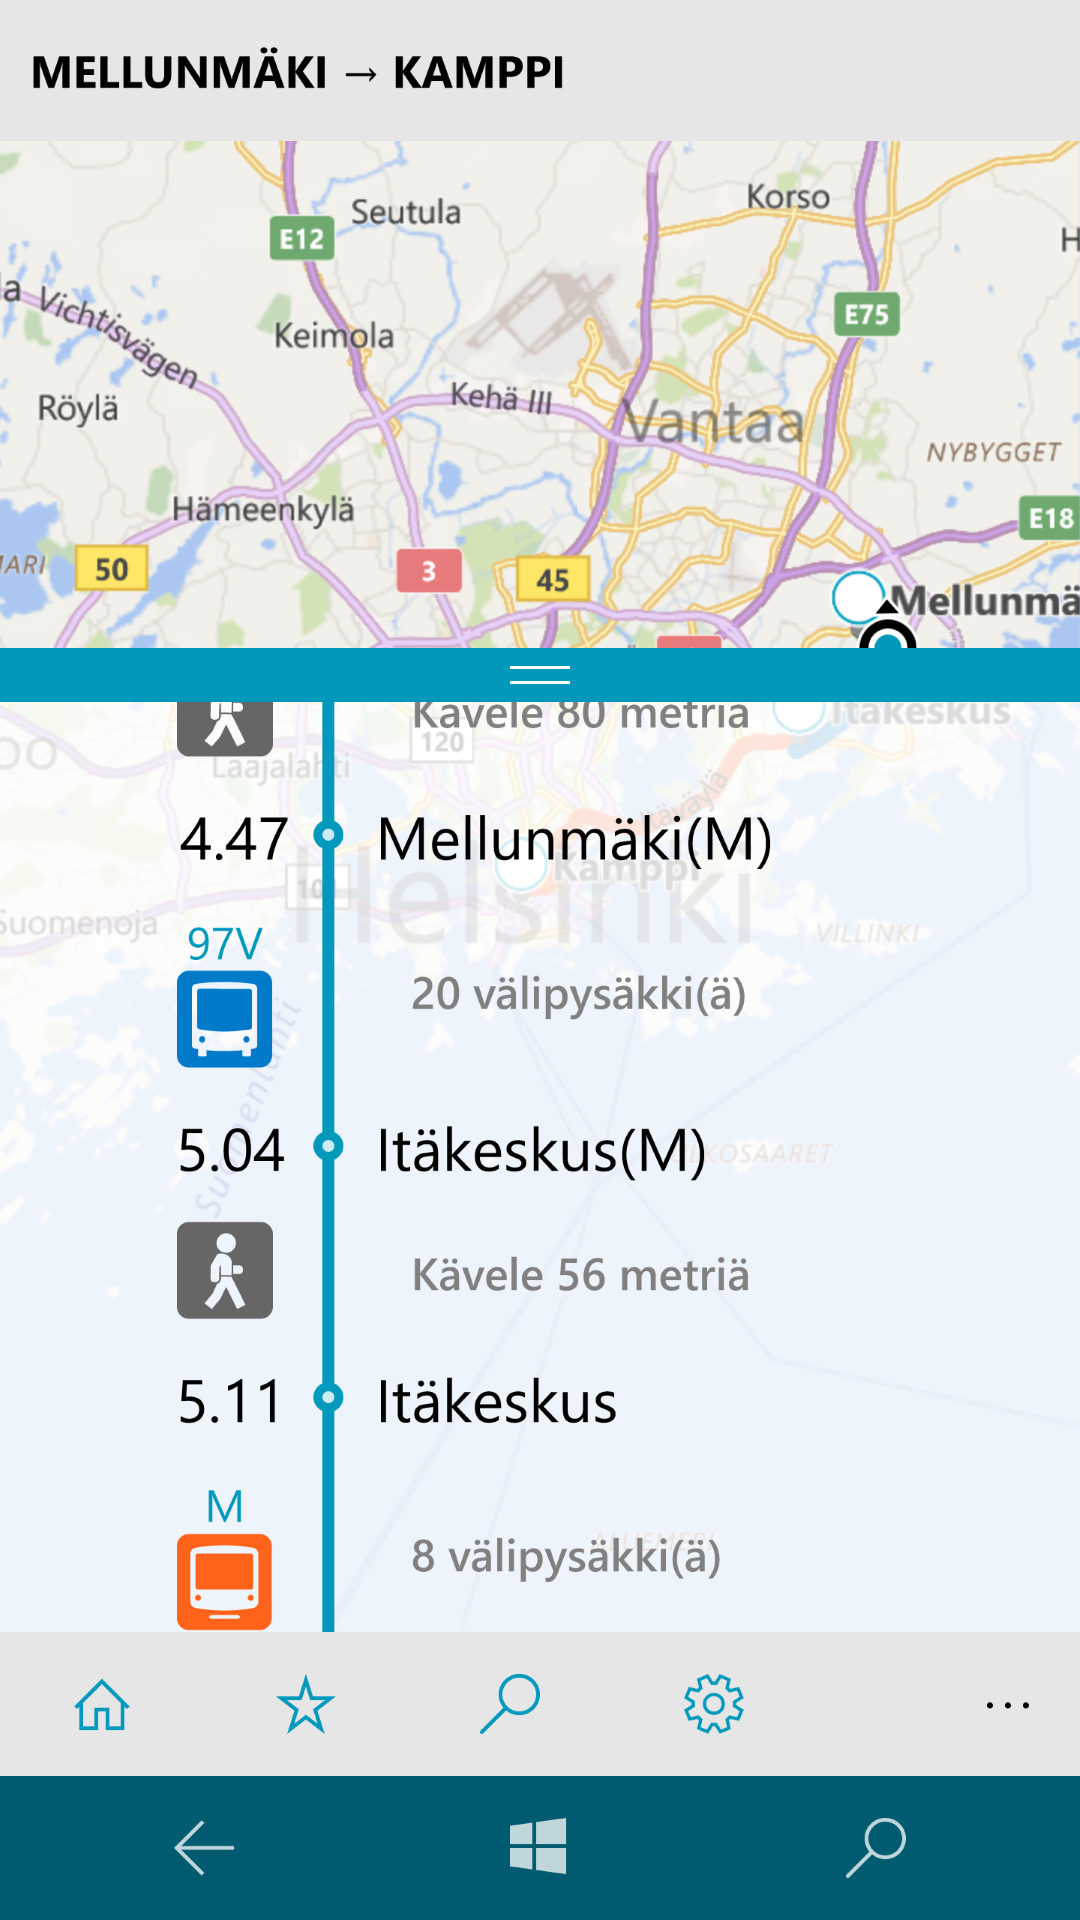 MELLUNMÄKI → KAMPPI
Korso
Seutula
E12
H
la
Vichtisvägen
E75
Keimola
Kehä III
Röylä
Vantaa
NYBYGGET
Hämeenkylä
E18
50
3
45
Mellunmä
Kävele 80 metriä
Itäkeskus
120
Laajalahti
4.47 Mellunmäki(M)
Kamppi
Helsinki
Suomenoja
VILLINKI
97V
20 välipysäkki(ä)
Suomenlahti
5.04 Itäkeskus(M)
Kävele 56 metriä
5.11 Itäkeskus
M
8 välipysäkki(ä)